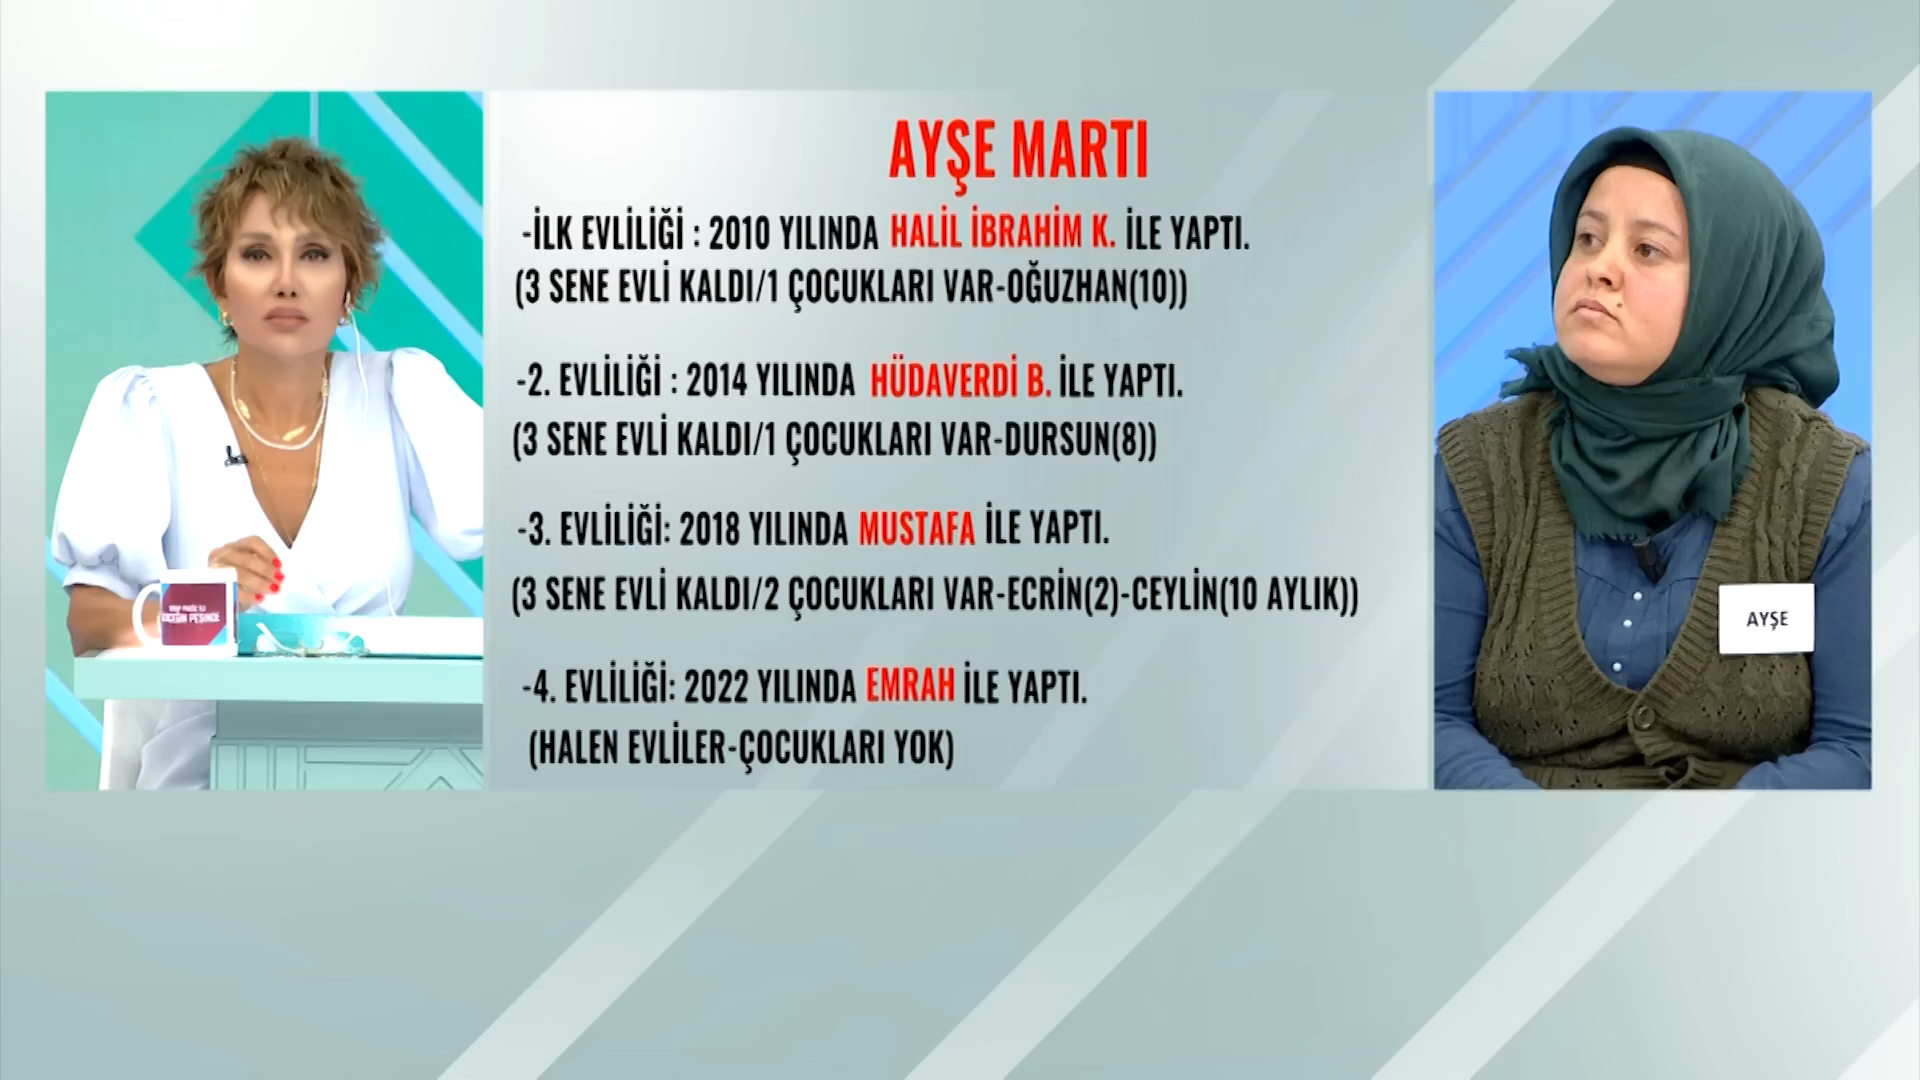 AYŞE MARTI
-İLK EVLİLİĞİ : 2010 YILINDA HALİL İBRAHİM K. İLE YAPTI.
(3 SENE EVLİ KALDI/1 ÇOCUKLARI VAR-OĞUZHAN(10))
-2. EVLİLİĞİ : 2014 YILINDA HÜDAVERDİ B. İLE YAPTI.
(3 SENE EVLİ KALDI/1 ÇOCUKLARI VAR-DURSUN(8))
-3. EVLİLİĞİ: 2018 YILINDA MUSTAFA İLE YAPTI.
(3 SENE EVLİ KALDI/2 ÇOCUKLARI VAR-ECRİN(2)-CEYLİN(10 AYLIK))
-4. EVLİLİĞİ: 2022 YILINDA EMRAH İLE YAPTI.
(HALEN EVLİLER-ÇOCUKLARI YOK)
AYŞE
PEŞİNDE